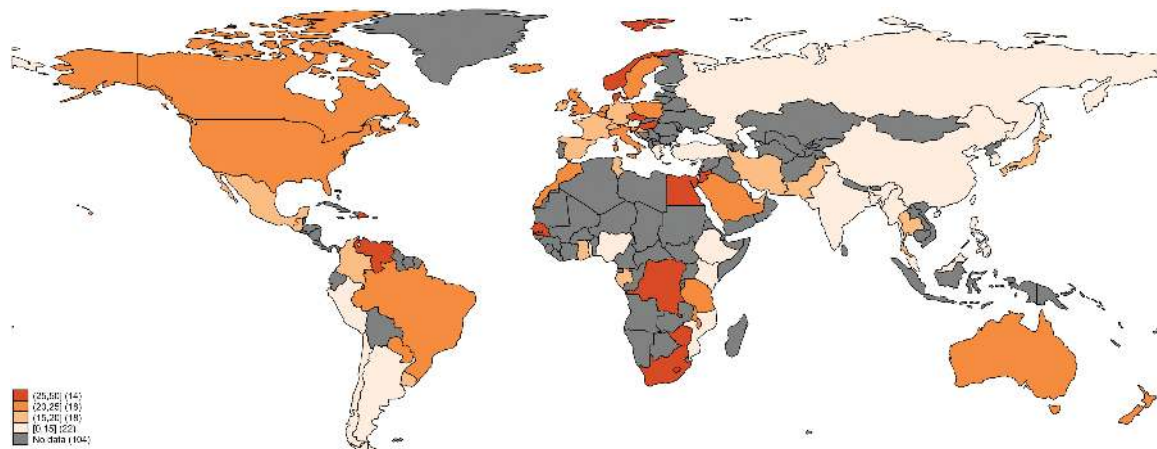 (25,50] (14)
(20,25] (18)
(15,20] (18)
[0,15] (22)
No data (104)